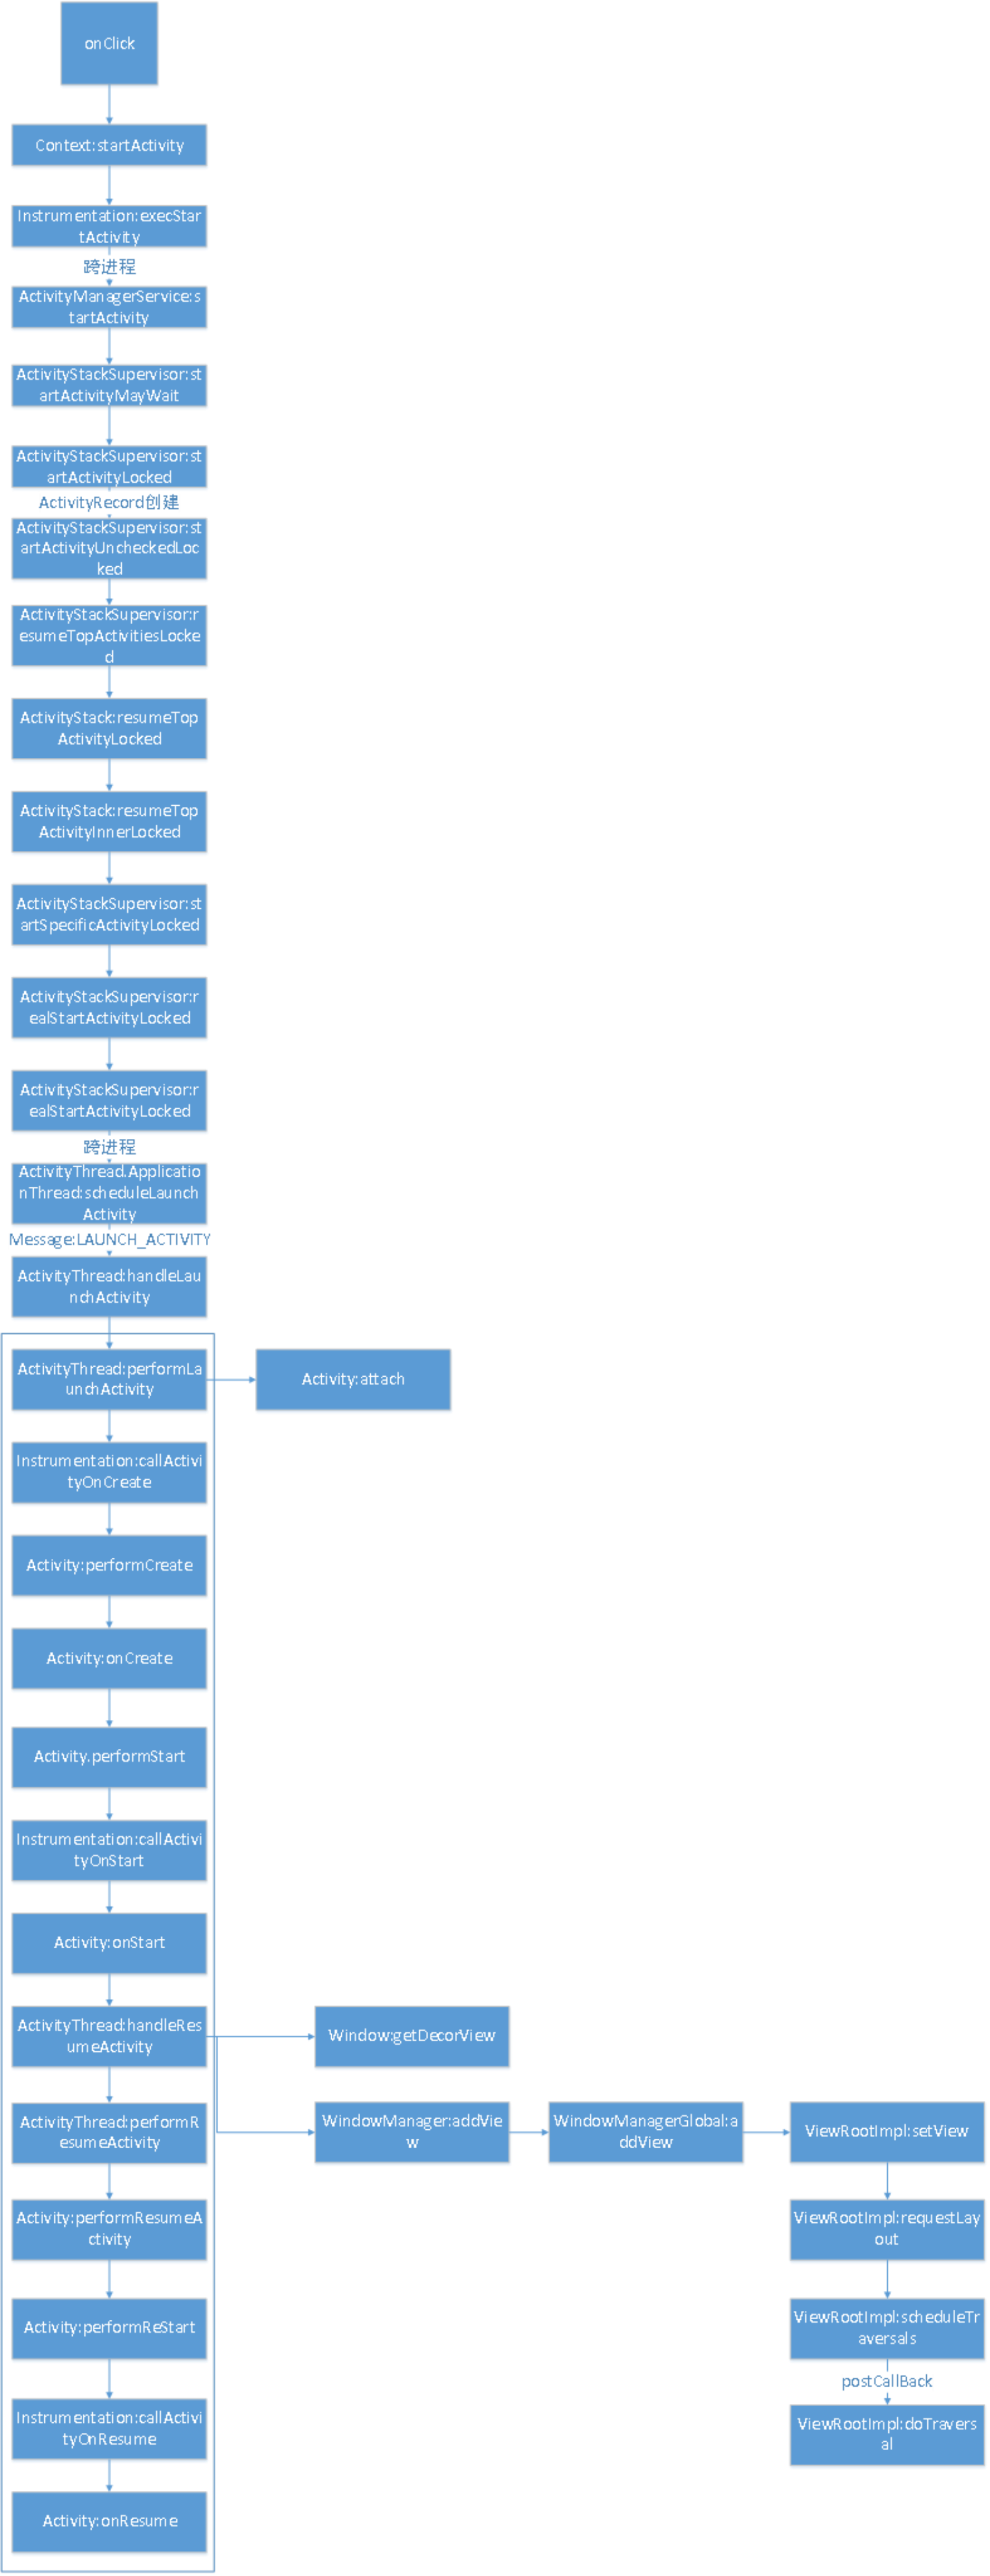 onClick
Context:startActivity
Instrumentation:execStar
tActivity
跨进程
ActivityManagerService:s
tartActivity
ActivityStackSupervisor:st
artActivityMayWait
ActivityStackSupervisor:st
artActivityLocked
ActivityRecord创建
ActivityStackSupervisor:st
artActivityUncheckedLoc
ked
ActivityStackSupervisor:r
esumeTopActivitiesLocke
d
ActivityStack:resumeTop
ActivityLocked
ActivityStack:resumeTop
ActivityInnerLocked
ActivityStackSupervisor:st
artSpecificActivityLocked
ActivityStackSupervisor:r
ealStartActivityLocked
ActivityStackSupervisor:r
ealStartActivityLocked
跨进程
ActivityThread.Applicatio
nThread:scheduleLaunch
Activity
Message:LAUNCH_ACTIVITY
ActivityThread:handleLau
nchActivity
ActivityThread:performLa
unchActivity
Activity:attach
Instrumentation:callActivi
tyOnCreate
Activity:performCreate
Activity:onCreate
Activity.performStart
Instrumentation:callActivi
tyOnStart
Activity:onStart
ActivityThread:handleRes
umeActivity
Window:getDecorView
ActivityThread:performR
esumeActivity
WindowManager:addVie
w
WindowManagerGlobal:a
ddView
ViewRootImpl:setView
Activity:performResumeA
ctivity
ViewRootImpl:requestLay
out
Activity:performReStart
ViewRootImpl:scheduleTr
aversals
postCallBack
Instrumentation:callActivi
tyOnResume
ViewRootImpl:doTravers
al
Activity:onResume